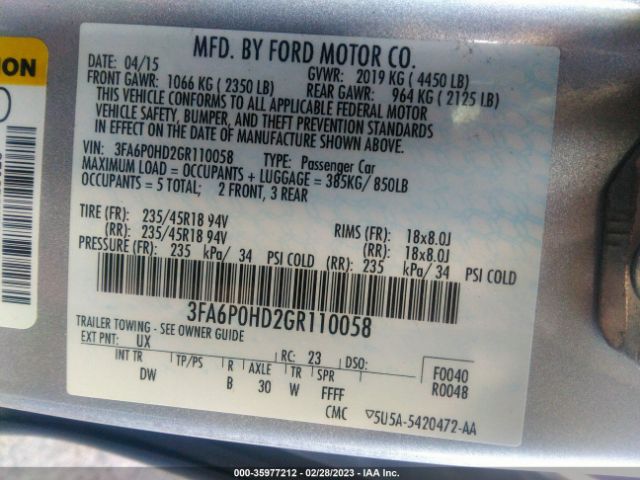 MFD. BY FORD MOTOR CO.
DATE: 04/15 GVWR: 2019 KG ( 4450 LB)
FRONT GAWR: 1066 KG ( 2350 LB) REAR GAWR: 964 KG ( 2125 LB)
THIS VEHICLE CONFORMS TO ALL APPLICABLE FEDERAL MOTOR
VEHICLE SAFETY, BUMPER, AND THEFT PREVENTION STANDARDS
IN EFFECT ON THE DATE OF MANUFACTURE SHOWN ABOVE.
VIN: 3FA6P0HD2GR110058 TYPE: Passenger Car
MAXIMUM LOAD = OCCUPANTS + LUGGAGE = 385KG/ 850LB
OCCUPANTS = 5 TOTAL; 2 FRONT, 3 REAR
TIRE (FR): 235/45R18 94V RIMS (FR): 18x8.0J
(RR): 235/45R18 94V (RR): 18x8.0J
PRESSURE (FR): 235 kPa/ 34 PSI COLD (RR): 235 kPa/ 34 PSI COLD
3FA6P0HD2GR110058
TRAILER TOWING - SEE OWNER GUIDE
EXT PNT: UX RC: 23 DSO: F0040
INT TR TP/PS R AXLE TR SPR R0048
DW B 30 W FFFF
CMC 5U5A-5420472-AA
ION
000-35977212 - 02/28/2023 - IAA Inc.